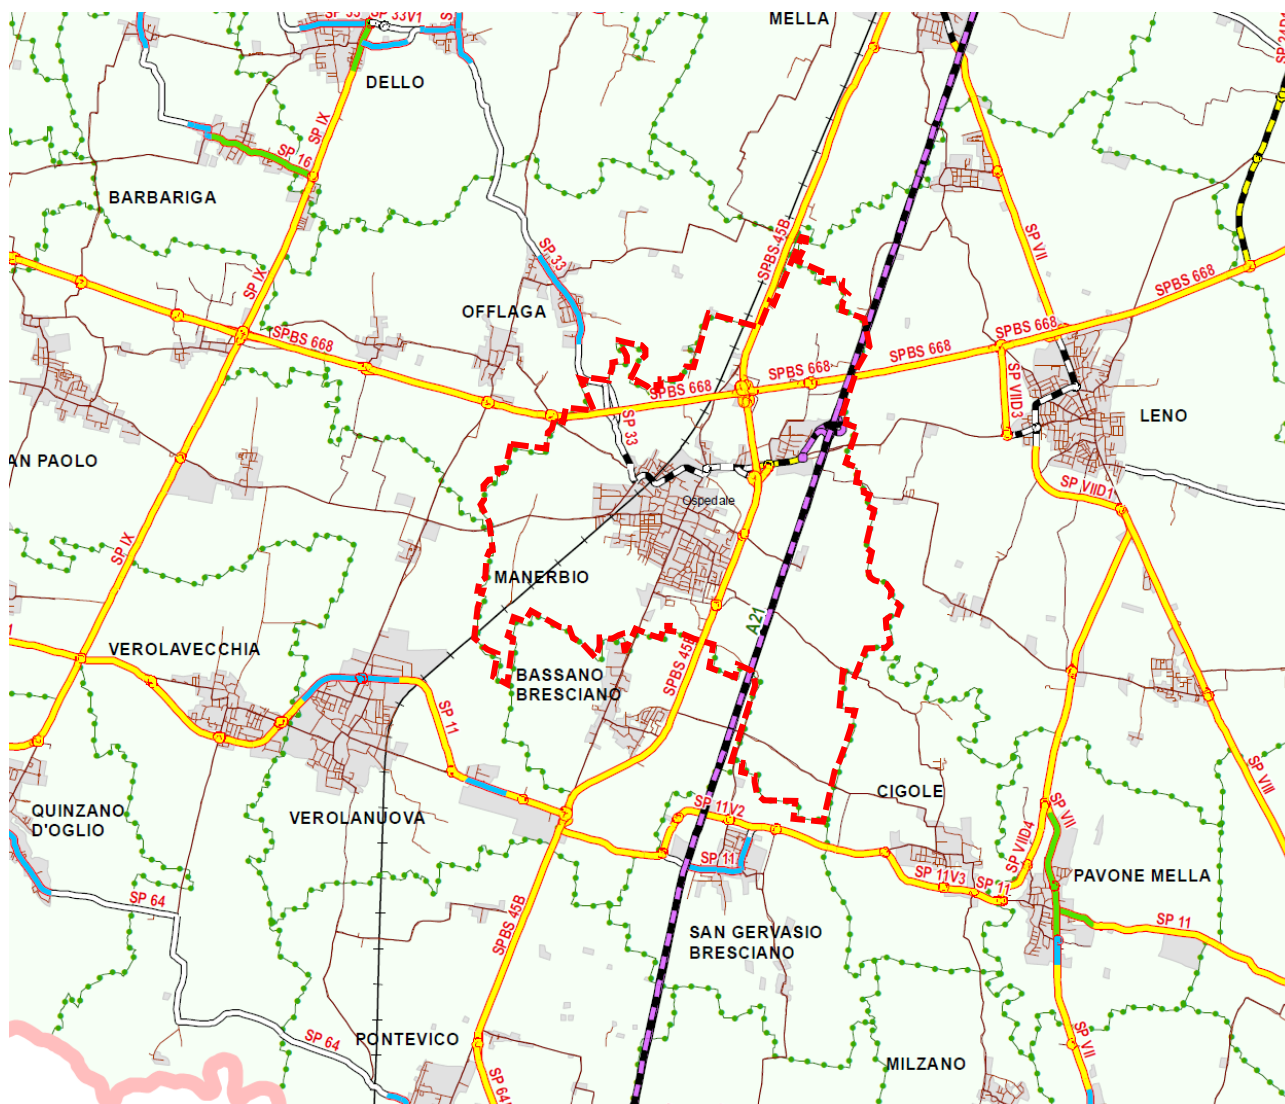 SP 33V1
MELLA
DELLO
SP IX
SP 16
BARBARIGA
SP VII
SPBS 45B
SP 33
SP IX
SPBS 668
OFFLAGA
SPBS 668
SPBS 668
SPBS 668
SPBS 668
SPBS 668
SP VIID3
LENO
SP 33
AN PAOLO
SP VIID1
Ospedale
SP IX
MANERBIO
A21
VEROLAVECCHIA
BASSANO
BRESCIANO
SPBS 45B
SP 11
SP VIII
CIGOLE
QUINZANO
D'OGLIO
VEROLANUOVA
SP 11V2
SP VII
SP VIID4
SP 11
SP 11V3
SP 11
PAVONE MELLA
SP 64
SPBS 45B
SP 11
SAN GERVASIO
BRESCIANO
SP 64
PONTEVICO
SP VII
MILZANO